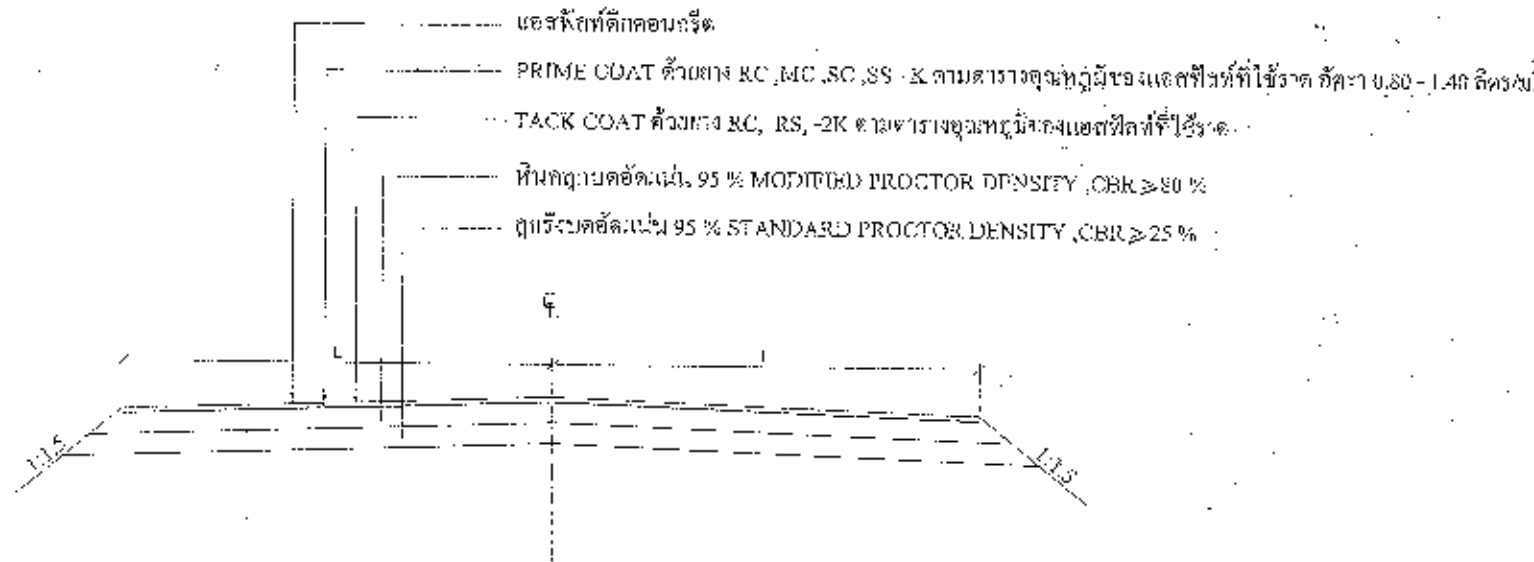 แอสฟัลท์ติกคอนกรีต
PRIME COAT ด้วยยาง RC ,MC ,SC ,SS - K ตามตารางอุณหภูมิของแอสฟัลท์ที่ใช้ราด อัตรา 0.80 - 1.40 ลิตร/ม
TACK COAT ด้วยยาง RC, RS, -2K ตามตารางอุณหภูมิของแอสฟัลท์ที่ใช้ราด
หินคลุกบดอัดแน่น 95 % MODIFIED PROCTOR DENSITY ,CBR ≥ 80 %
ลูกรังบดอัดแน่น 95 % STANDARD PROCTOR DENSITY ,CBR ≥ 25 %
1:1.5
1:1.5